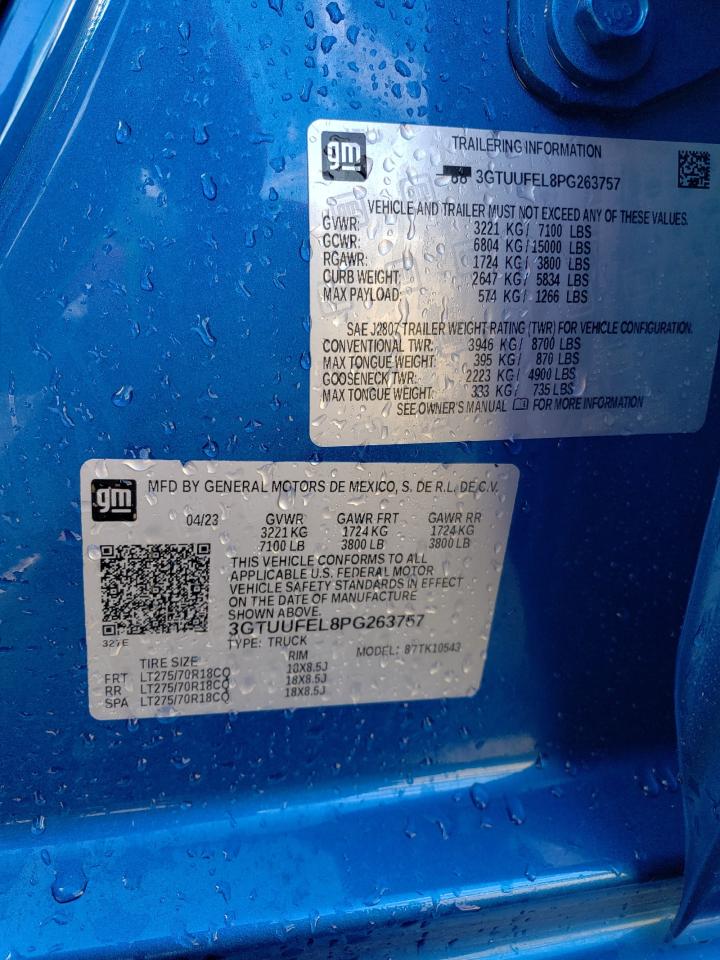 gm
TRAILERING INFORMATION
3GTUUFEL8PG263757
VEHICLE AND TRAILER MUST NOT EXCEED ANY OF THESE VALUES.
GVWR: 3221 KG/ 7100 LBS
GCWR: 6804 KG/ 15000 LBS
RGAWR: 1724 KG/ 3800 LBS
CURB WEIGHT: 2647 KG/ 5834 LBS
MAX PAYLOAD: 574 KG/ 1266 LBS
SAE J2807 TRAILER WEIGHT RATING (TWR) FOR VEHICLE CONFIGURATION.
CONVENTIONAL TWR: 3946 KG/ 8700 LBS
MAX TONGUE WEIGHT: 395 KG/ 870 LBS
GOOSENECK TWR: 2223 KG/ 4900 LBS
MAX TONGUE WEIGHT: 333 KG/ 735 LBS
SEE OWNER'S MANUAL FOR MORE INFORMATION
gm
MFD BY GENERAL MOTORS DE MEXICO, S. DE R.L. DE C.V.
04/23 GVWR GAWR FRT GAWR RR
3221 KG 1724 KG 1724 KG
7100 LB 3800 LB 3800 LB
THIS VEHICLE CONFORMS TO ALL
APPLICABLE U.S. FEDERAL MOTOR
VEHICLE SAFETY STANDARDS IN EFFECT
ON THE DATE OF MANUFACTURE
SHOWN ABOVE.
3GTUUFEL8PG263757
327E TYPE: TRUCK MODEL: 87TK10543
TIRE SIZE RIM
FRT LT275/70R18CQ 18X8.5J
RR LT275/70R18CQ 18X8.5J
SPA LT275/70R18CQ 18X8.5J